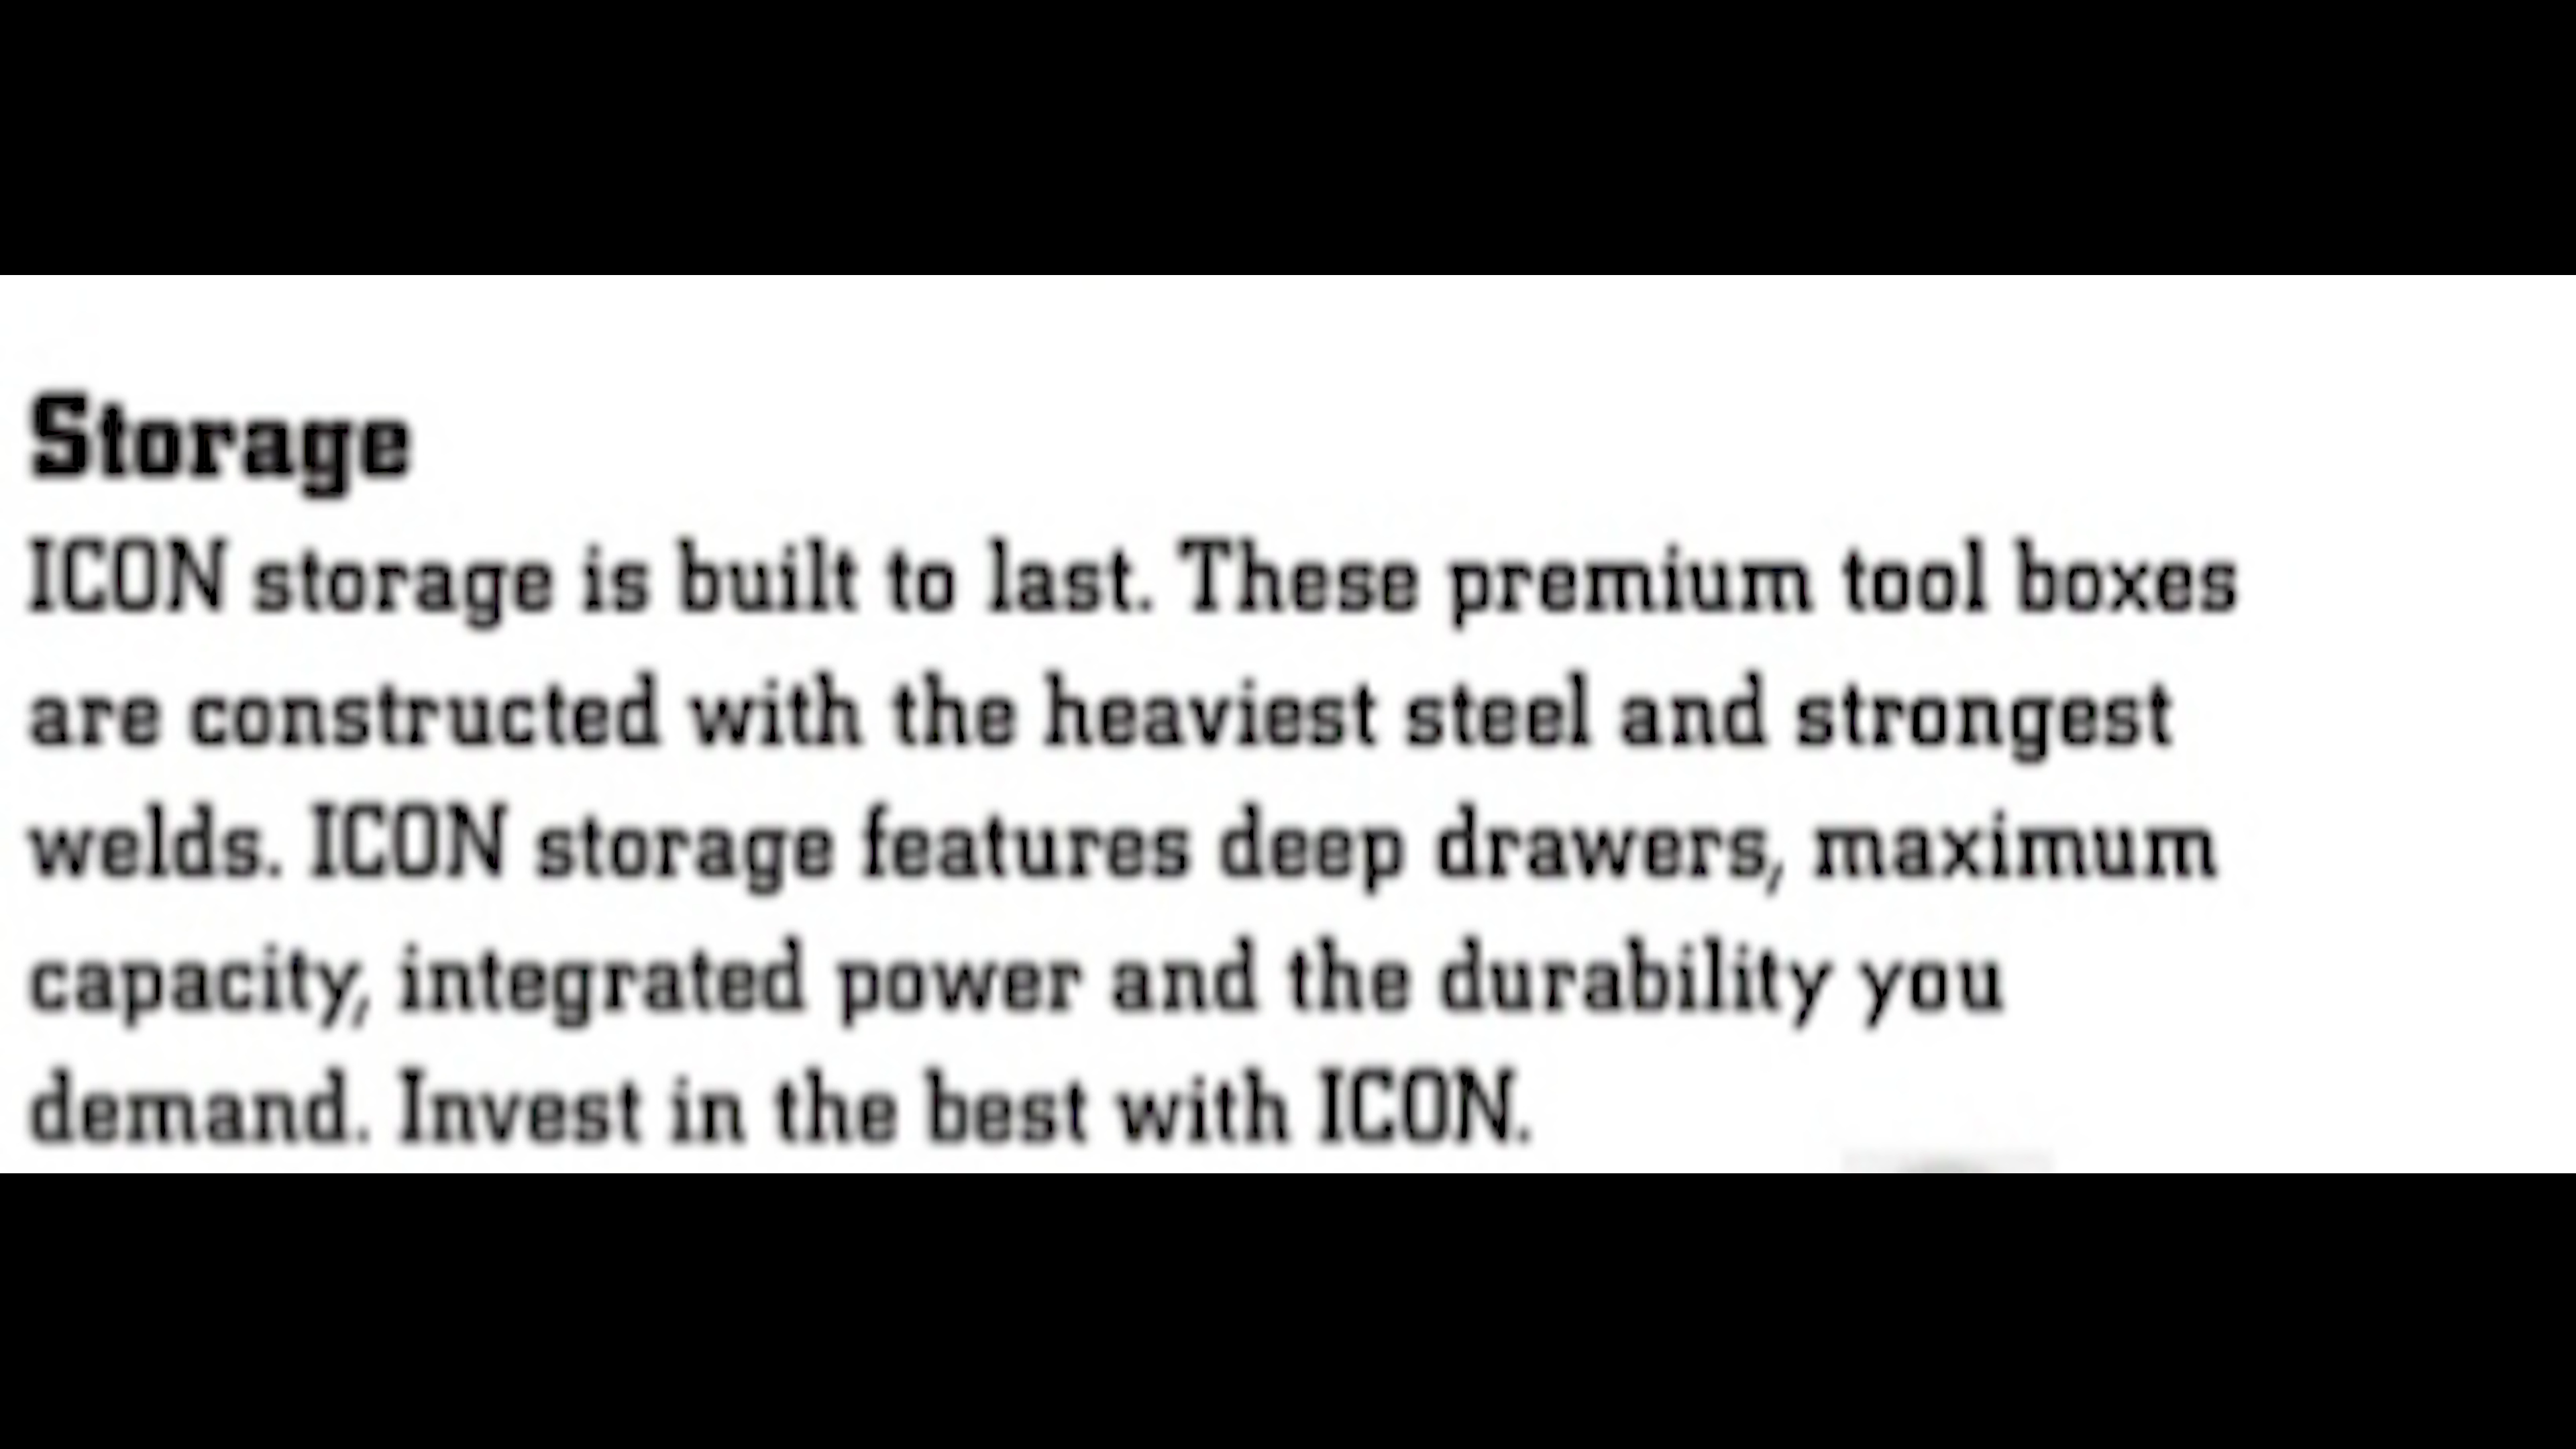 Storage
ICON storage is built to last. These premium tool boxes
are constructed with the heaviest steel and strongest
welds. ICON storage features deep drawers, maximum
capacity, integrated power and the durability you
demand. Invest in the best with ICON.